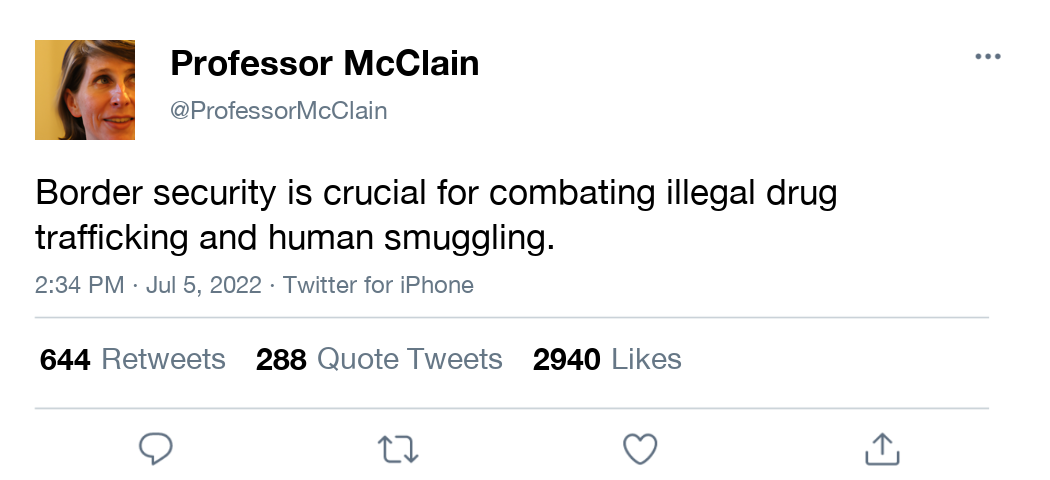 Professor McClain
@ProfessorMcClain
Border security is crucial for combating illegal drug
trafficking and human smuggling.
2:34 PM · Jul 5, 2022 · Twitter for iPhone
644 Retweets 288 Quote Tweets 2940 Likes